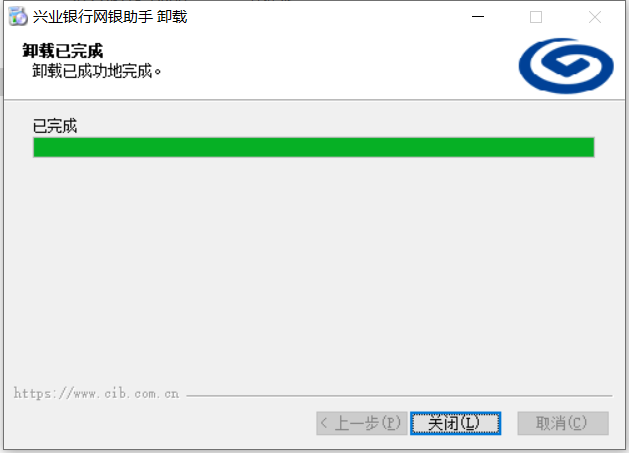 兴业银行网银助手 卸载
卸载已完成
卸载已成功地完成。
已完成
https://www.cib.com.cn
< 上一步(P)
关闭(L)
取消(C)